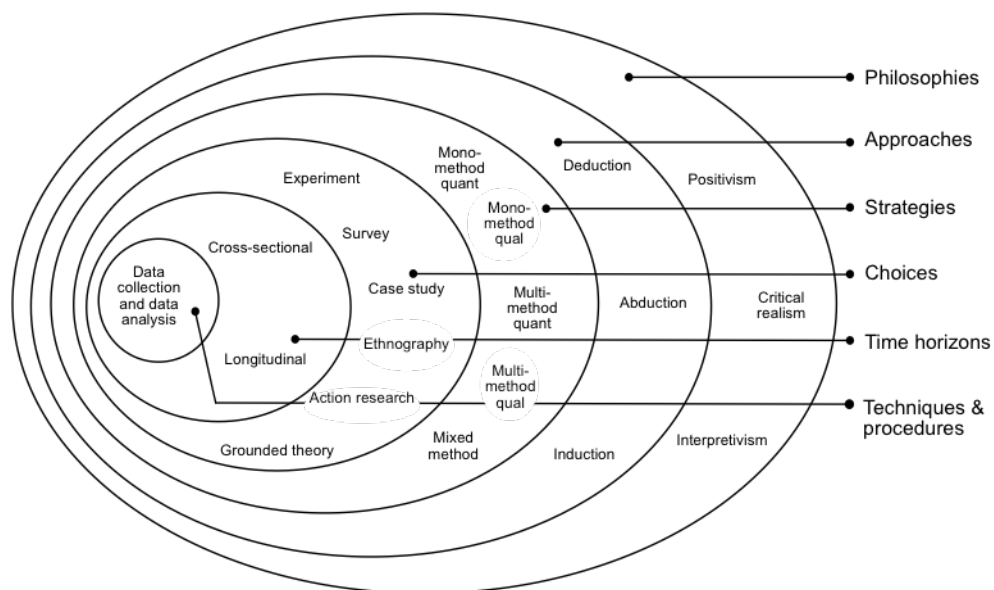 Philosophies
Approaches
Mono-
method
quant
Deduction
Positivism
Experiment
Mono-
method
qual
Strategies
Survey
Cross-sectional
Data
collection
and data
analysis
Case study
Choices
Multi-
method
quant
Abduction
Critical
realism
Longitudinal
Ethnography
Time horizons
Multi-
method
qual
Action research
Techniques &
procedures
Grounded theory
Mixed
method
Induction
Interpretivism